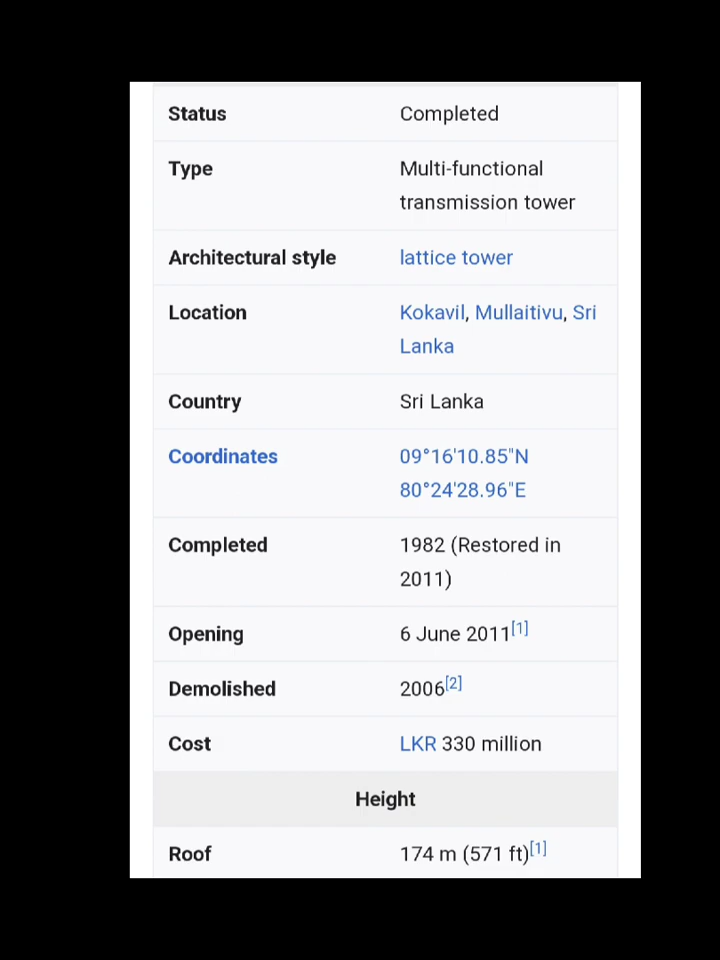 Status Completed
Type Multi-functional
transmission tower
Architectural style lattice tower
Location Kokavil, Mullaitivu, Sri
Lanka
Country Sri Lanka
Coordinates 09°16'10.85"N
80°24'28.96"E
Completed 1982 (Restored in
2011)
Opening 6 June 2011[1]
Demolished 2006[2]
Cost LKR 330 million
Height
Roof 174 m (571 ft)[1]